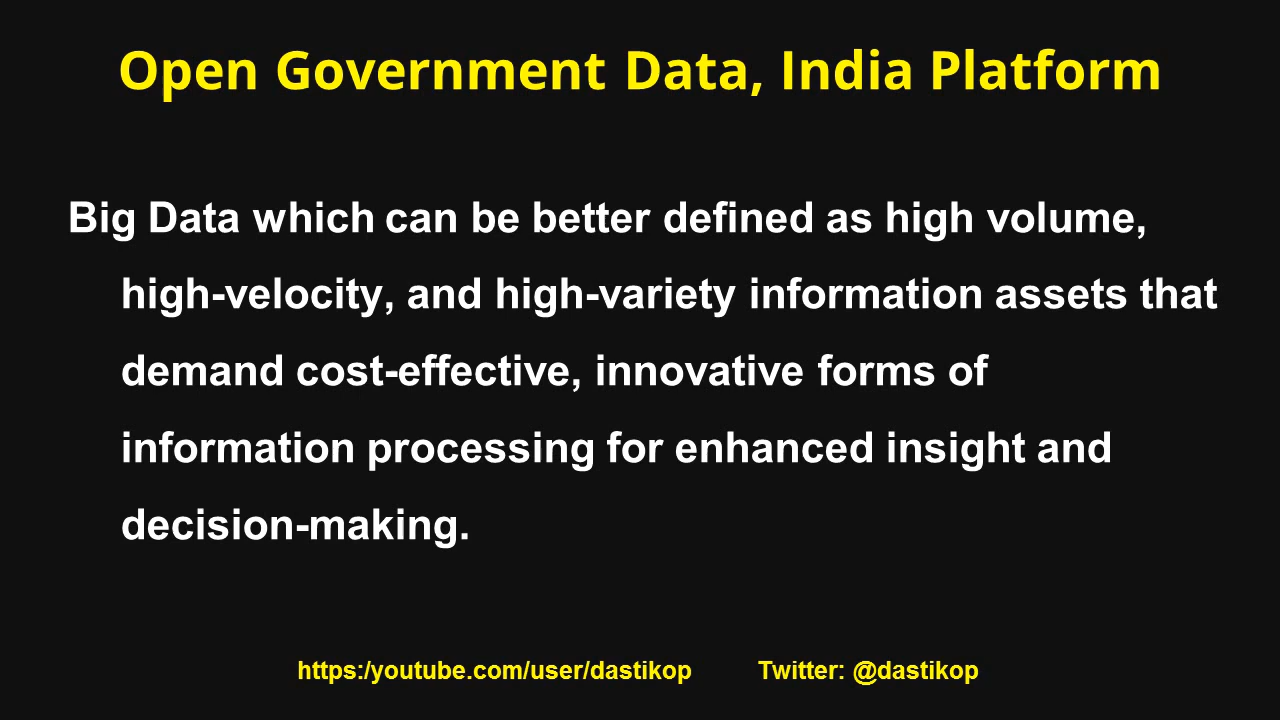 Open Government Data, India Platform
Big Data which can be better defined as high volume,
high-velocity, and high-variety information assets that
demand cost-effective, innovative forms of
information processing for enhanced insight and
decision-making.
https:/youtube.com/user/dastikop Twitter: @dastikop